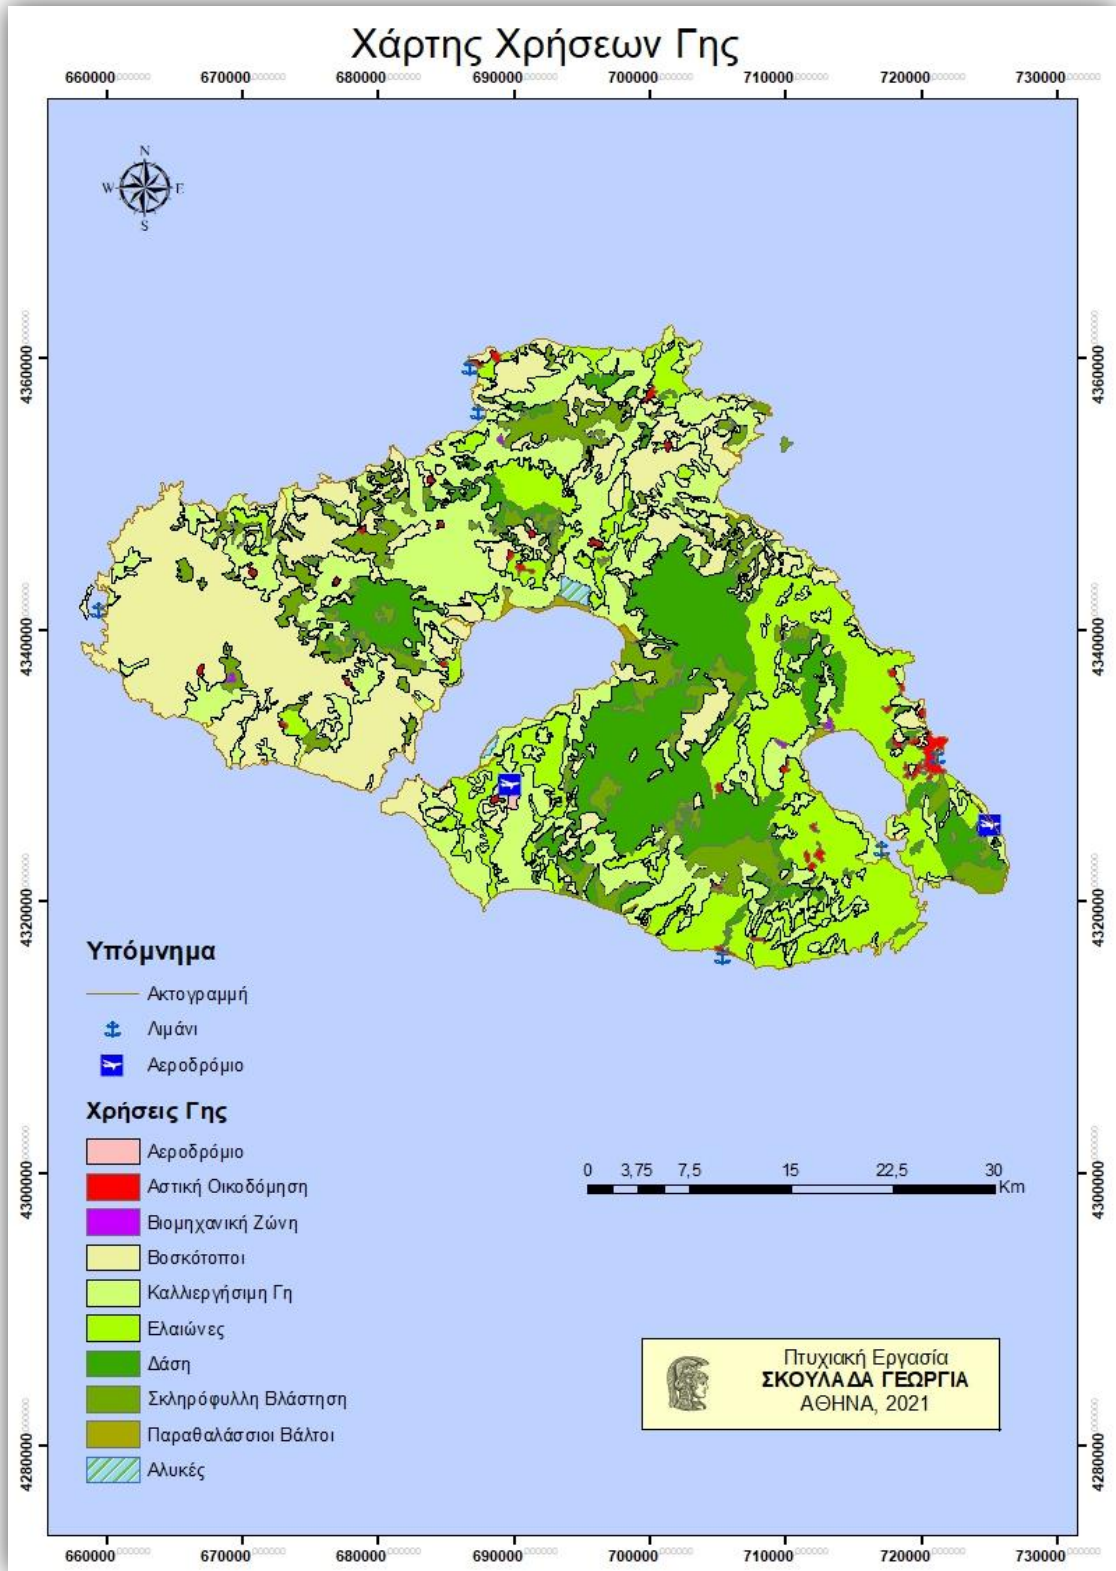 Χάρτης Χρήσεων Γης
660000 670000 680000 690000 700000 710000 720000 730000
N
W E
S
4360000 4360000
4340000 4340000
4320000 4320000
Υπόμνημα
Ακτογραμμή
Λιμάνι
Αεροδρόμιο
Χρήσεις Γης
Αεροδρόμιο
Αστική Οικοδόμηση
Βιομηχανική Ζώνη
Βοσκότοποι
Καλλιεργήσιμη Γη
Ελαιώνες
Δάση
Σκληρόφυλλη Βλάστηση
Παραθαλάσσιοι Βάλτοι
Αλυκές
0 3,75 7,5 15 22,5 30
Km
4300000 4300000
Πτυχιακή Εργασία
ΣΚΟΥΛΑΔΑ ΓΕΩΡΓΙΑ
ΑΘΗΝΑ, 2021
4280000 4280000
660000 670000 680000 690000 700000 710000 720000 730000